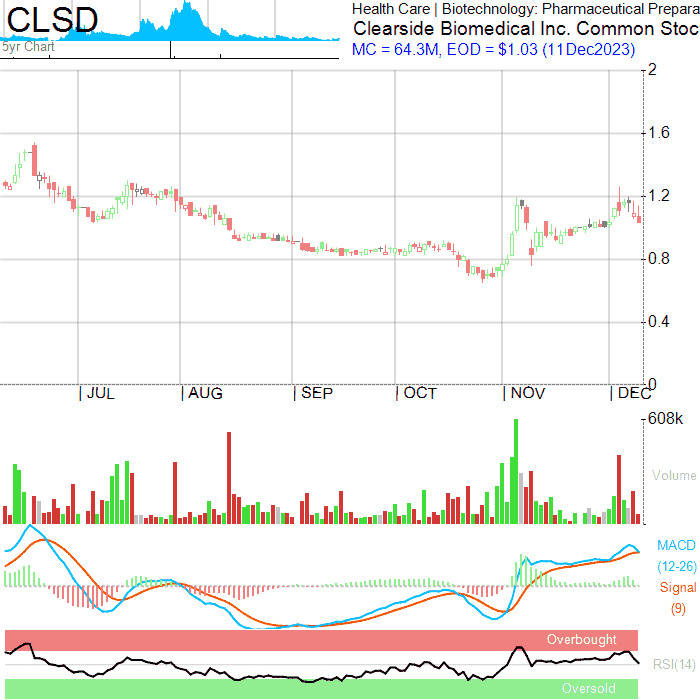 CLSD
5yr Chart
Health Care | Biotechnology: Pharmaceutical Prepara
Clearside Biomedical Inc. Common Stoc
MC = 64.3M, EOD = $1.03 (11Dec2023)
2
1.6
1.2
0.8
0.4
0
JUL AUG SEP OCT NOV DEC
608k
Volume
MACD
(12-26)
Signal
(9)
Overbought
RSI(14)
Oversold